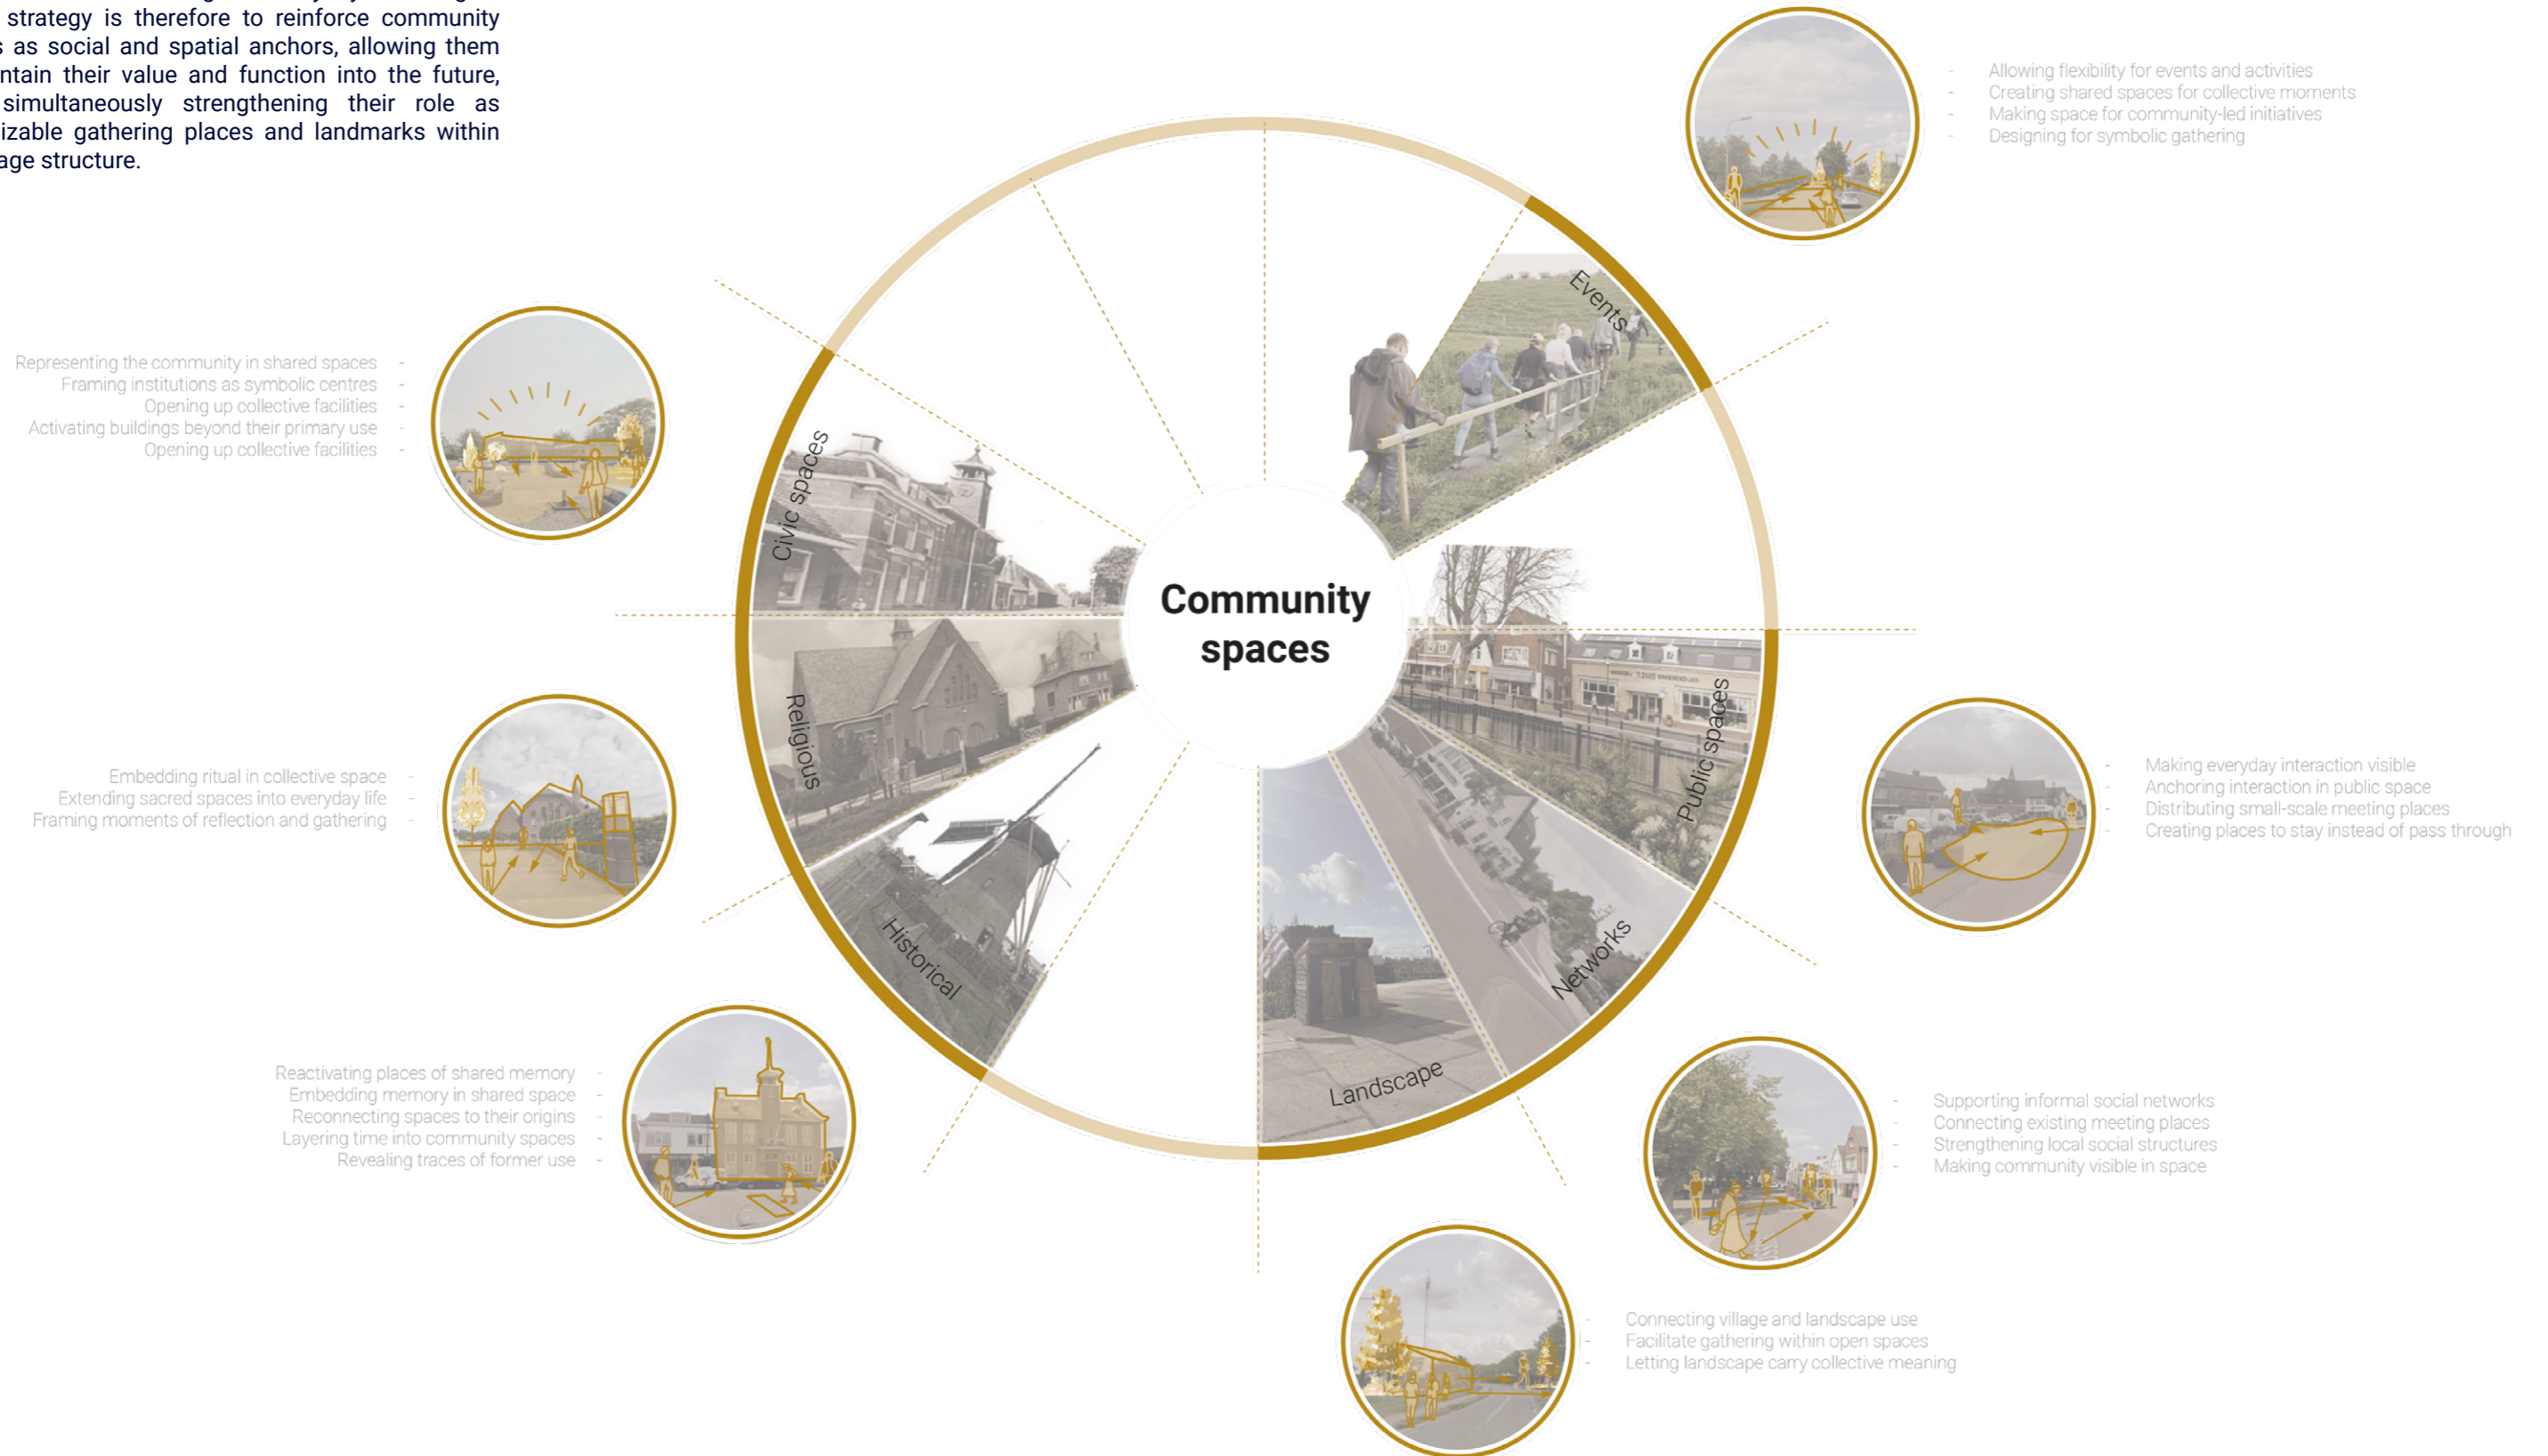 strategy is therefore to reinforce community
as social and spatial anchors, allowing them
their value and function into the future,
simultaneously strengthening their role as
gathering places and landmarks within
structure.
- Allowing flexibility for events and activities
- Creating shared spaces for collective moments
- Making space for community-led initiatives
- Designing for symbolic gathering
Events
Representing the community in shared spaces -
Framing institutions as symbolic centres -
Opening up collective facilities -
Activating buildings beyond their primary use -
Opening up collective facilities -
Civic spaces
Community
spaces
Religious
Public spaces
Embedding ritual in collective space -
Extending sacred spaces into everyday life -
Framing moments of reflection and gathering -
- Making everyday interaction visible
- Anchoring interaction in public space
- Distributing small-scale meeting places
- Creating places to stay instead of pass through
Historical
Networks
Landscape
Reactivating places of shared memory -
Embedding memory in shared space -
Reconnecting spaces to their origins -
Layering time into community spaces -
Revealing traces of former use -
- Supporting informal social networks
- Connecting existing meeting places
- Strengthening local social structures
- Making community visible in space
- Connecting village and landscape use
- Facilitate gathering within open spaces
- Letting landscape carry collective meaning